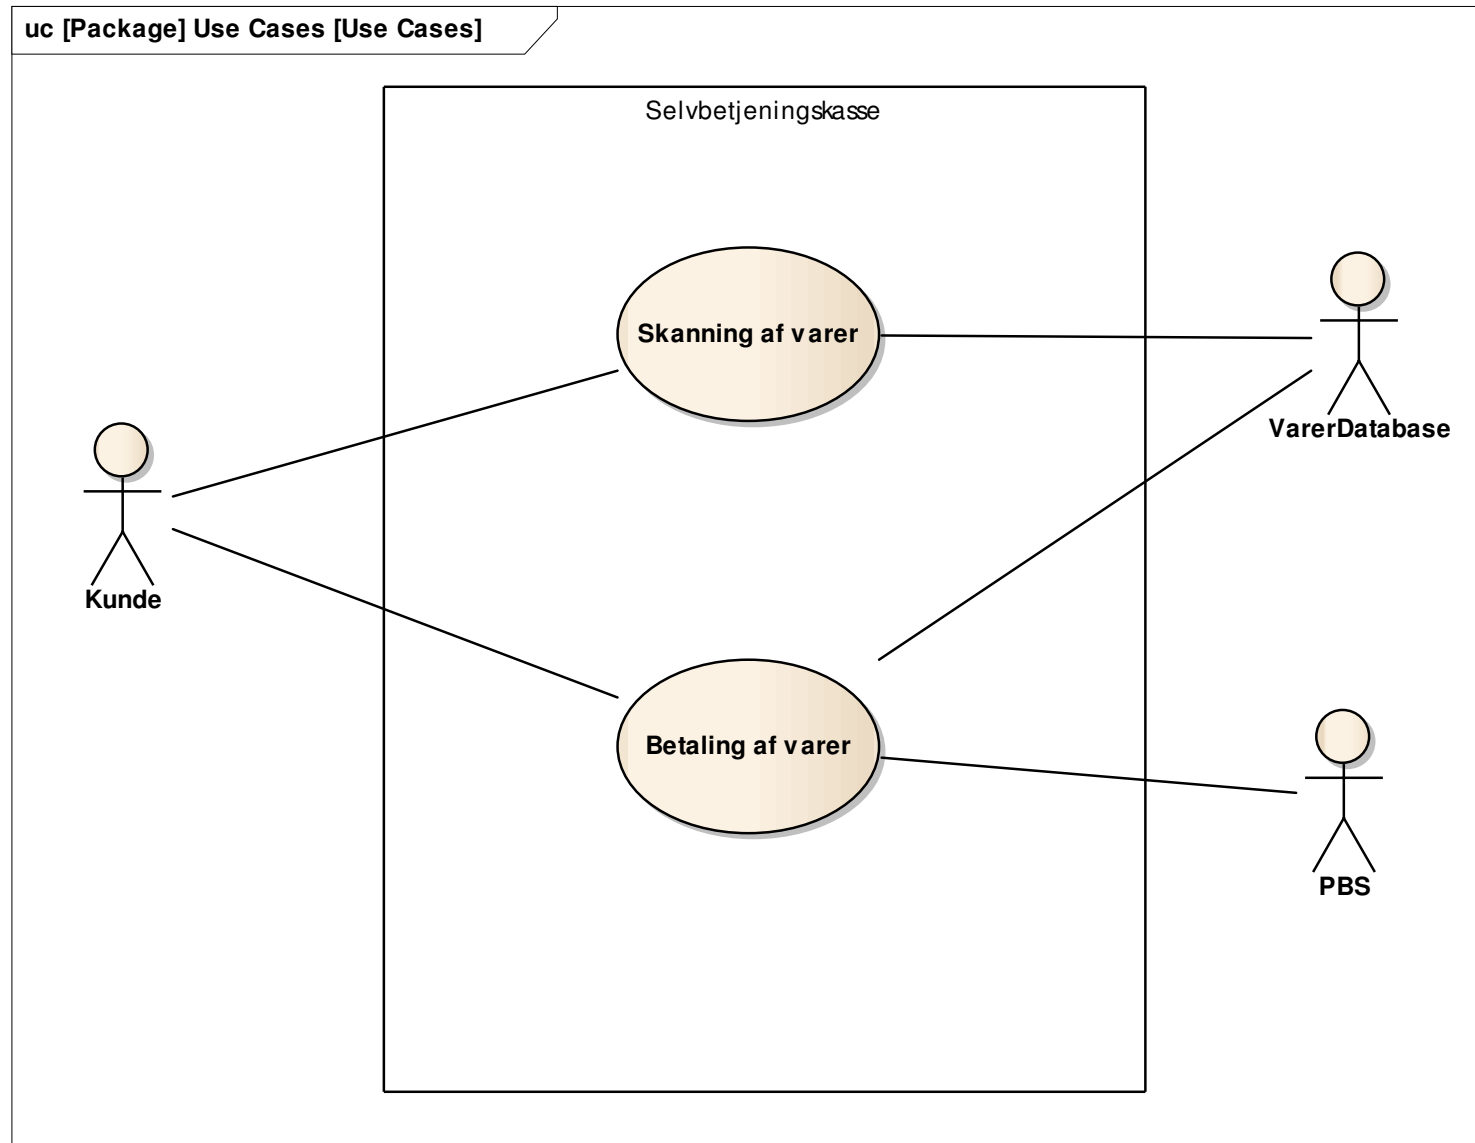 uc [Package] Use Cases [Use Cases]
Selvbetjeningskasse
Skanning af varer
VarerDatabase
Kunde
Betaling af varer
PBS